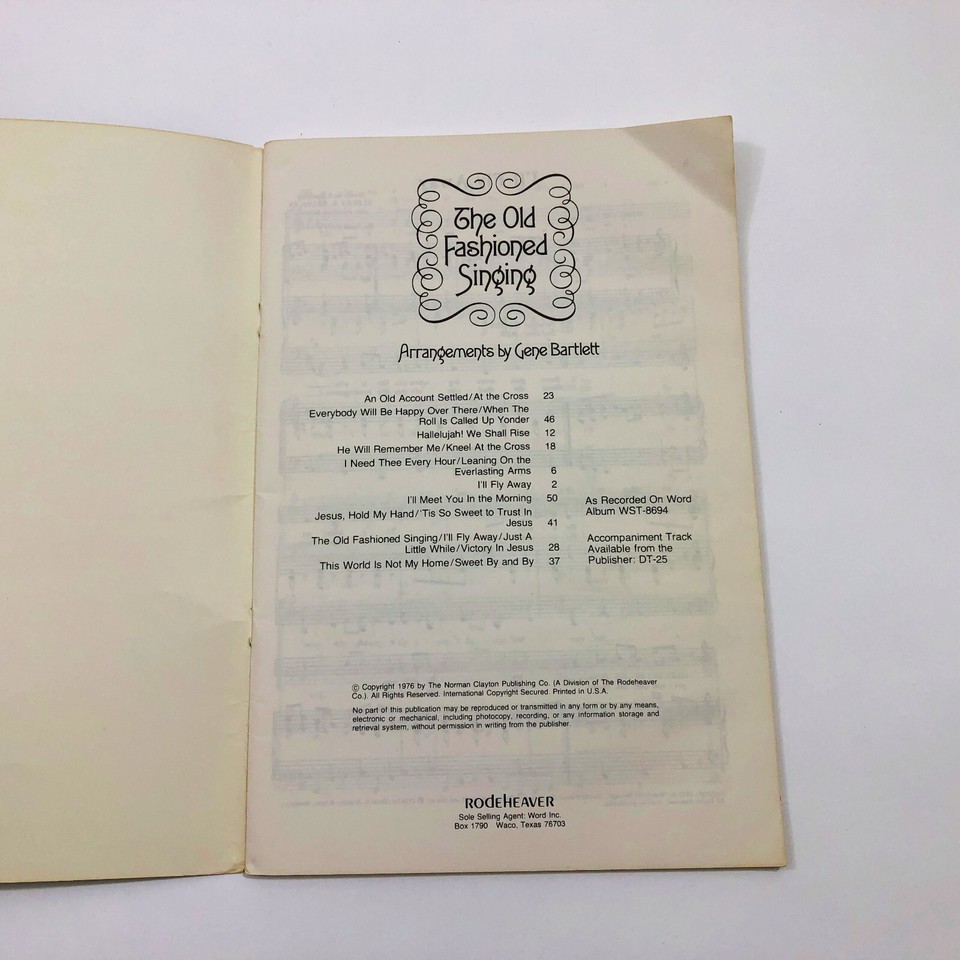 The Old
Fashioned
Singing
Arrangements by Gene Bartlett
An Old Account Settled/At the Cross 23
Everybody Will Be Happy Over There/When The
Roll Is Called Up Yonder 46
Hallelujah! We Shall Rise 12
He Will Remember Me/Kneel At the Cross 18
I Need Thee Every Hour/Leaning On the
Everlasting Arms 6
I'll Fly Away 2
I'll Meet You In the Morning 50
Jesus, Hold My Hand/'Tis So Sweet to Trust In
Jesus 41
The Old Fashioned Singing/I'll Fly Away/Just A
Little While/Victory In Jesus 28
This World Is Not My Home/Sweet By and By 37
As Recorded On Word
Album WST-8694
Accompaniment Track
Available from the
Publisher: DT-25
© Copyright 1976 by The Norman Clayton Publishing Co. (A Division of The Rodeheaver
Co.). All Rights Reserved. International Copyright Secured. Printed in U.S.A.
No part of this publication may be reproduced or transmitted in any form or by any means,
electronic or mechanical, including photocopy, recording, or any information storage and
retrieval system, without permission in writing from the publisher.
RODEHEAVER
Sole Selling Agent: Word Inc.
Box 1790 Waco, Texas 76703